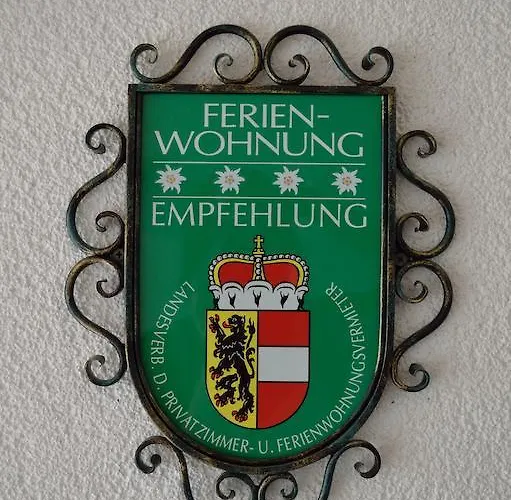 FERIEN-
WOHNUNG
EMPFEHLUNG
LANDESVERB. D. PRIVATZIMMER- U. FERIENWOHNUNGSVERMIETER